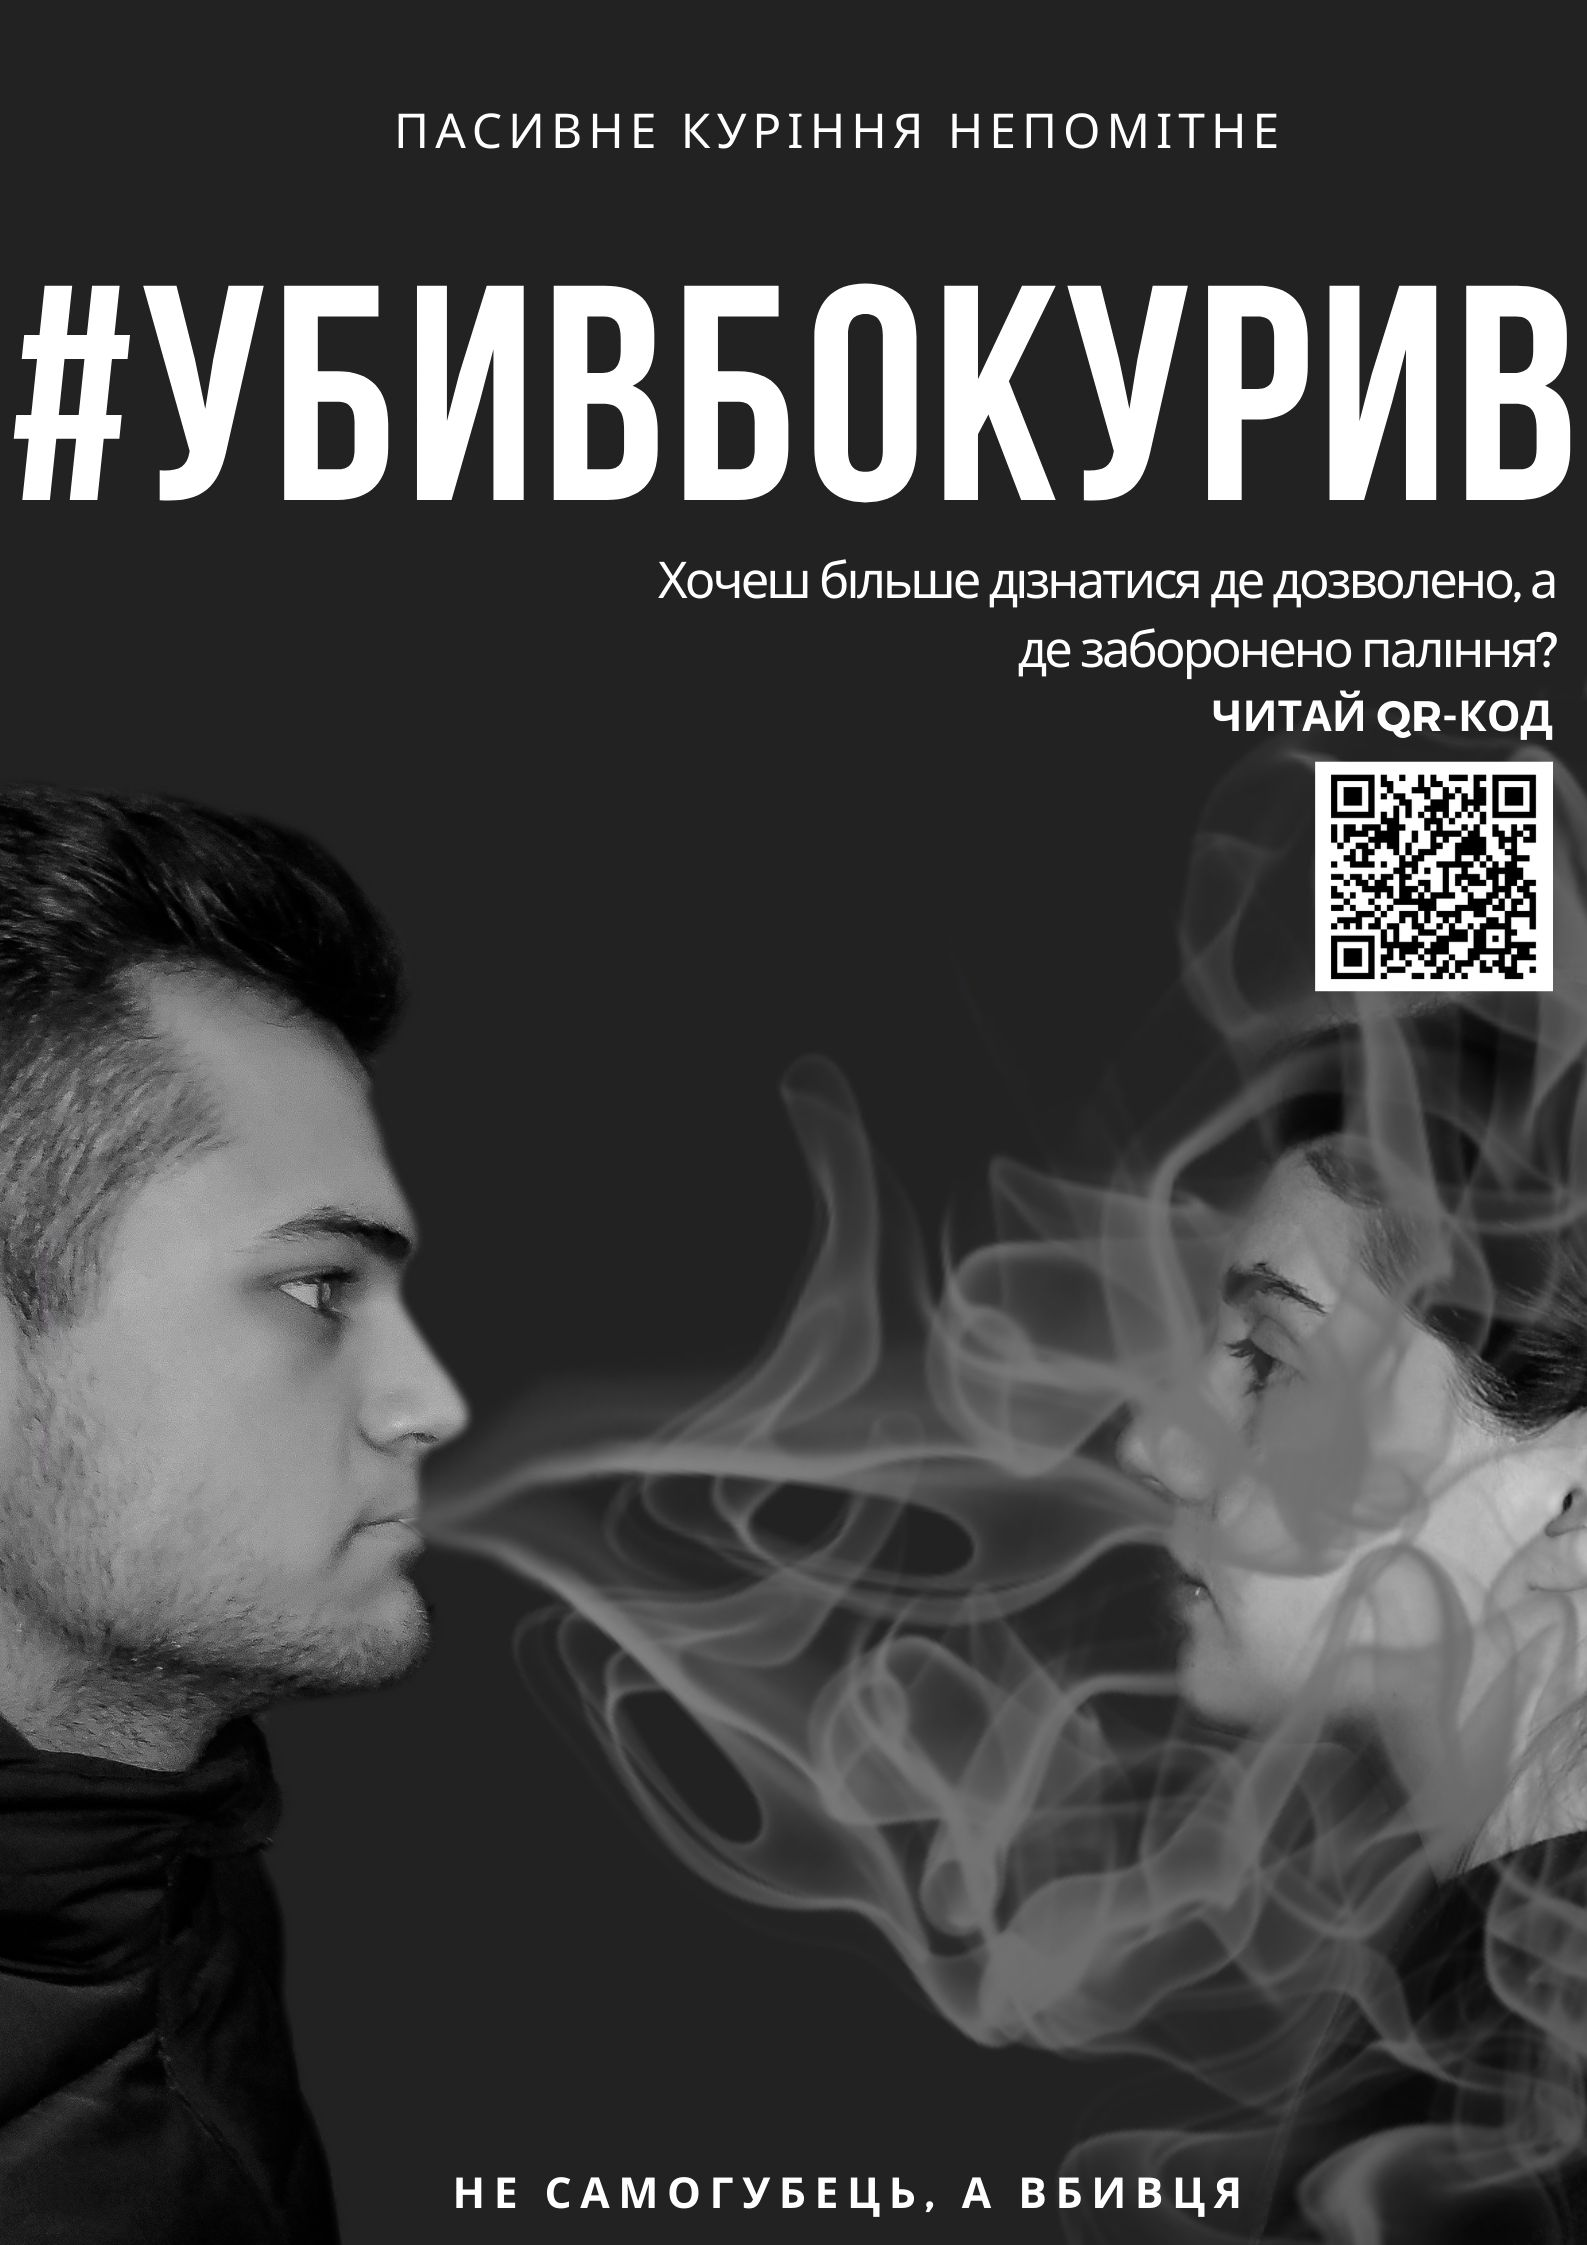 ПАСИВНЕ КУРІННЯ НЕПОМІТНЕ
#УБИВБОКУРИВ
Хочеш більше дізнатися де дозволено, а
де заборонено паління?
ЧИТАЙ QR-КОД
НЕ САМОГУБЕЦЬ, А ВБИВЦЯ